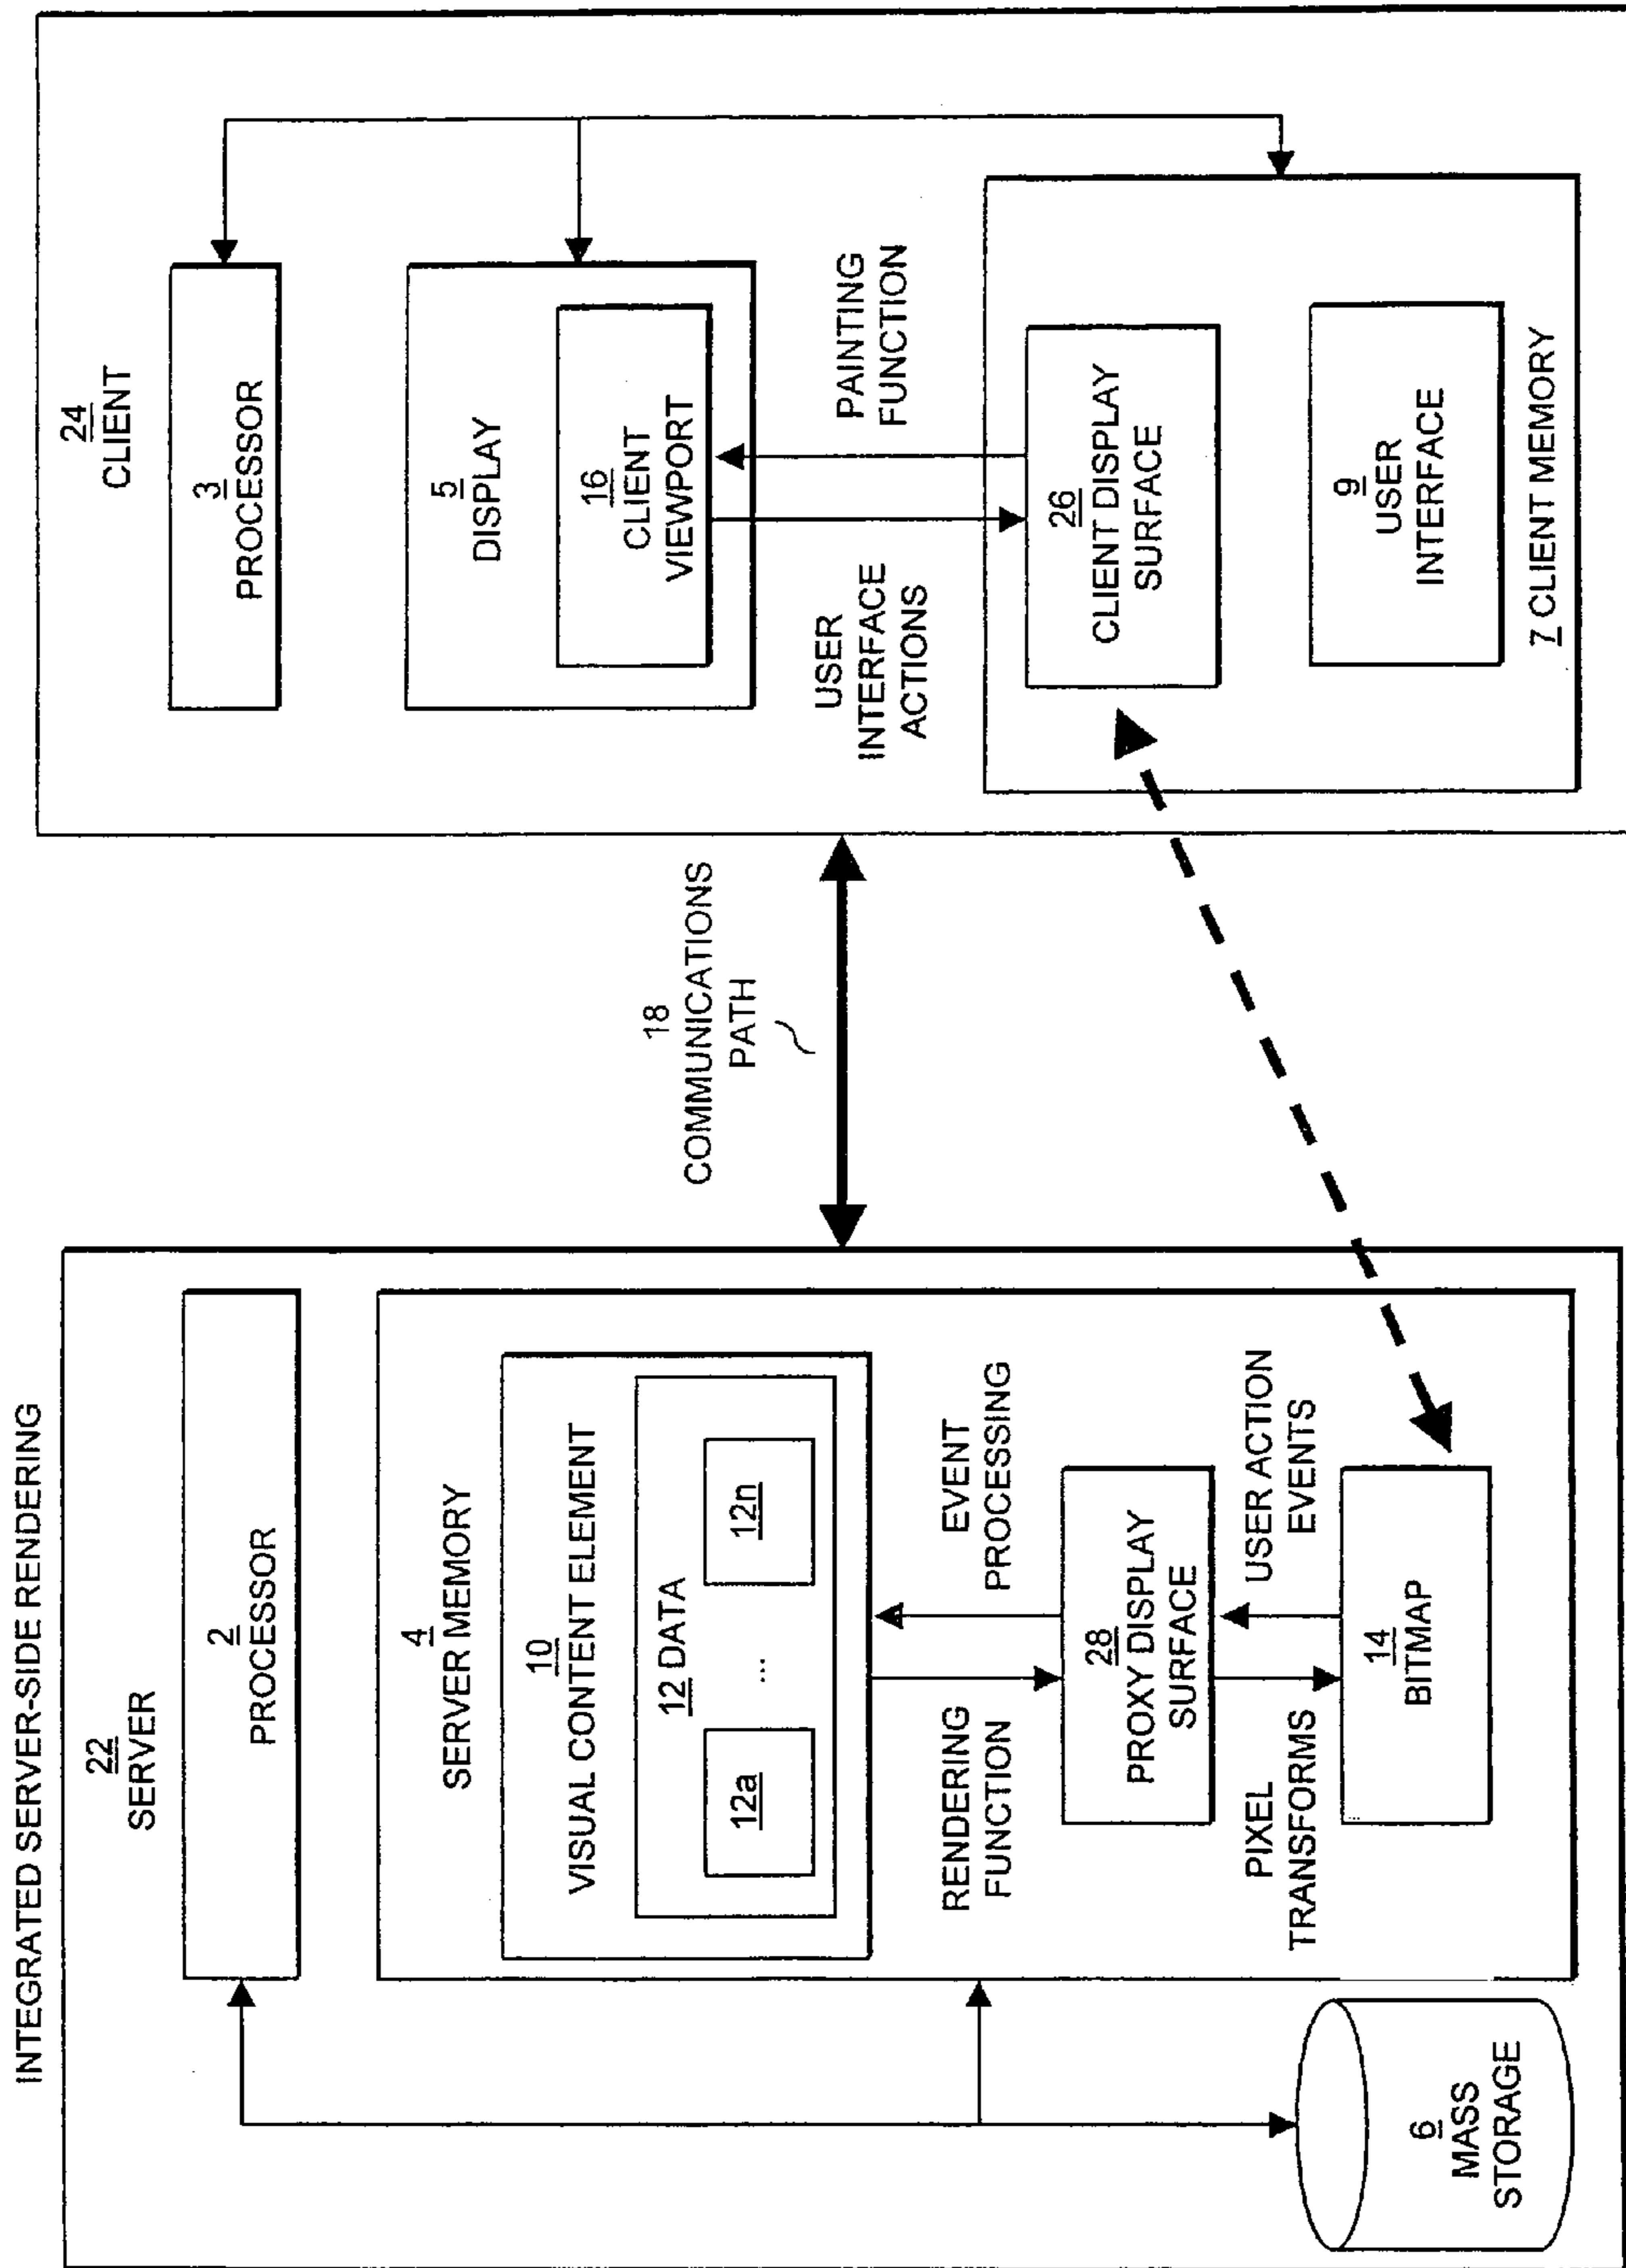 INTEGRATED SERVER-SIDE RENDERING
22
SERVER
2
PROCESSOR
4
SERVER MEMORY
10
VISUAL CONTENT ELEMENT
12 DATA
12a
...
12n
RENDERING
FUNCTION
EVENT
PROCESSING
28
PROXY DISPLAY
SURFACE
PIXEL
TRANSFORMS
USER ACTION
EVENTS
14
BITMAP
6
MASS
STORAGE
18
COMMUNICATIONS
PATH
24
CLIENT
3
PROCESSOR
5
DISPLAY
16
CLIENT
VIEWPORT
USER
INTERFACE
ACTIONS
PAINTING
FUNCTION
26
CLIENT DISPLAY
SURFACE
9
USER
INTERFACE
7 CLIENT MEMORY